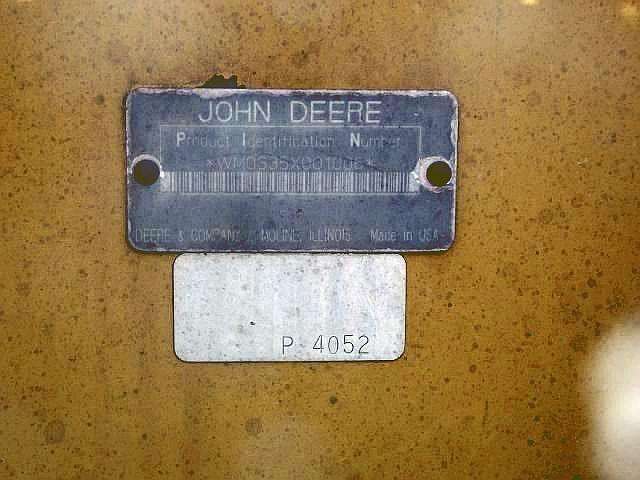 JOHN DEERE
Product Identification Number
DEERE & COMPANY MOLINE, ILLINOIS Made in USA
P 4052